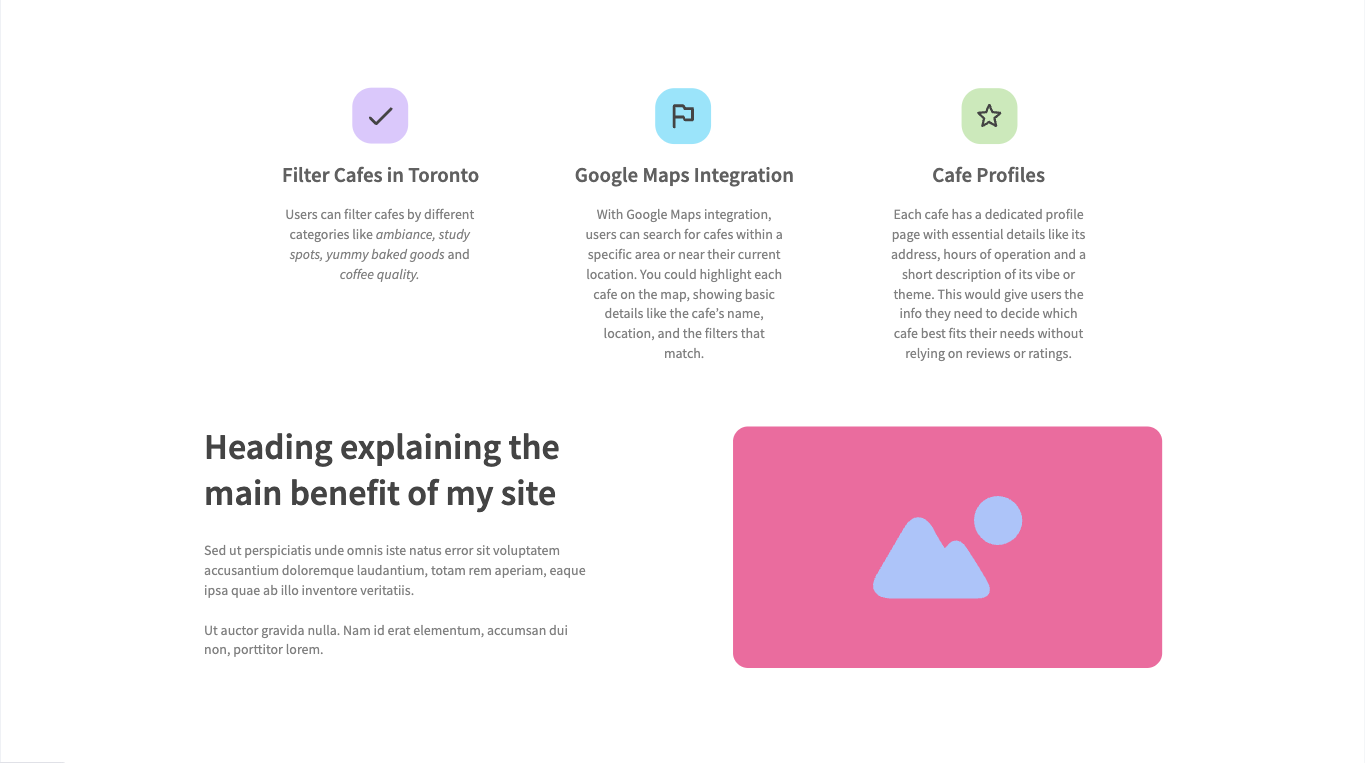 Filter Cafes in Toronto
Users can filter cafes by different
categories like ambiance, study
spots, yummy baked goods and
coffee quality.
Google Maps Integration
With Google Maps integration,
users can search for cafes within a
specific area or near their current
location. You could highlight each
cafe on the map, showing basic
details like the cafe’s name,
location, and the filters that
match.
Cafe Profiles
Each cafe has a dedicated profile
page with essential details like its
address, hours of operation and a
short description of its vibe or
theme. This would give users the
info they need to decide which
cafe best fits their needs without
relying on reviews or ratings.
Heading explaining the
main benefit of my site
Sed ut perspiciatis unde omnis iste natus error sit voluptatem
accusantium doloremque laudantium, totam rem aperiam, eaque
ipsa quae ab illo inventore veritatiis.
Ut auctor gravida nulla. Nam id erat elementum, accumsan dui
non, porttitor lorem.